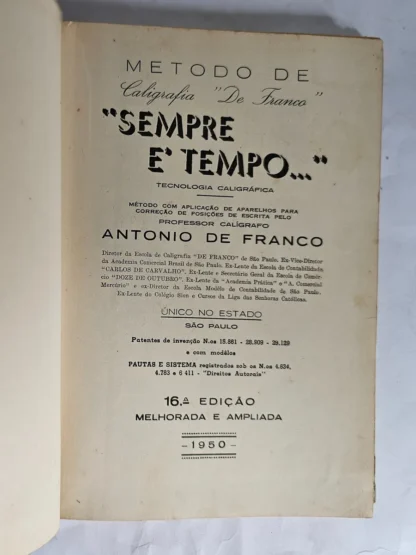 METODO DE
Caligrafia "De Franco"
"SEMPRE
E' TEMPO..."
TECNOLOGIA CALIGRÁFICA
MÉTODO COM APLICAÇÃO DE APARELHOS PARA
CORREÇÃO DE POSIÇÕES DE ESCRITA PELO
PROFESSOR CALÍGRAFO
ANTONIO DE FRANCO
Diretor da Escola de Caligrafia "DE FRANCO" de São Paulo. Ex-Vice-Diretor
da Academia Comercial Brasil de São Paulo. Ex-Lente da Escola de Contabilidade
"CARLOS DE CARVALHO". Ex-Lente e Secretário Geral da Escola de Comér-
cio "DOZE DE OUTUBRO". Ex-Lente da "Academia Prática" e "A. Comercial
Mercúrio" e ex-Diretor da Escola Modêlo de Contabilidade de São Paulo.
Ex-Lente do Colégio Sion e Cursos da Liga das Senhoras Católicas.
ÚNICO NO ESTADO
SÃO PAULO
Patentes de invenção N.os 15.881 - 28.909 - 29.129
e com modêlos
PAUTAS E SISTEMA registrados sob os N.os 4.634,
4.783 e 6 411 - "Direitos Autorais"
16.a EDIÇÃO
MELHORADA E AMPLIADA
-1950-